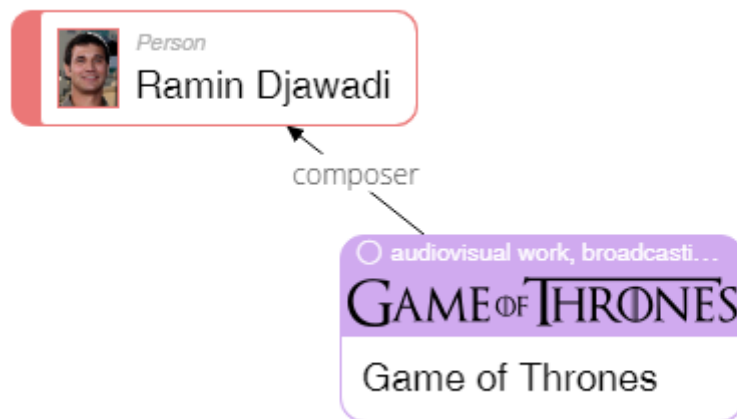 Person
Ramin Djawadi
composer
audiovisual work, broadcasti...
GAME OF THRONES
Game of Thrones